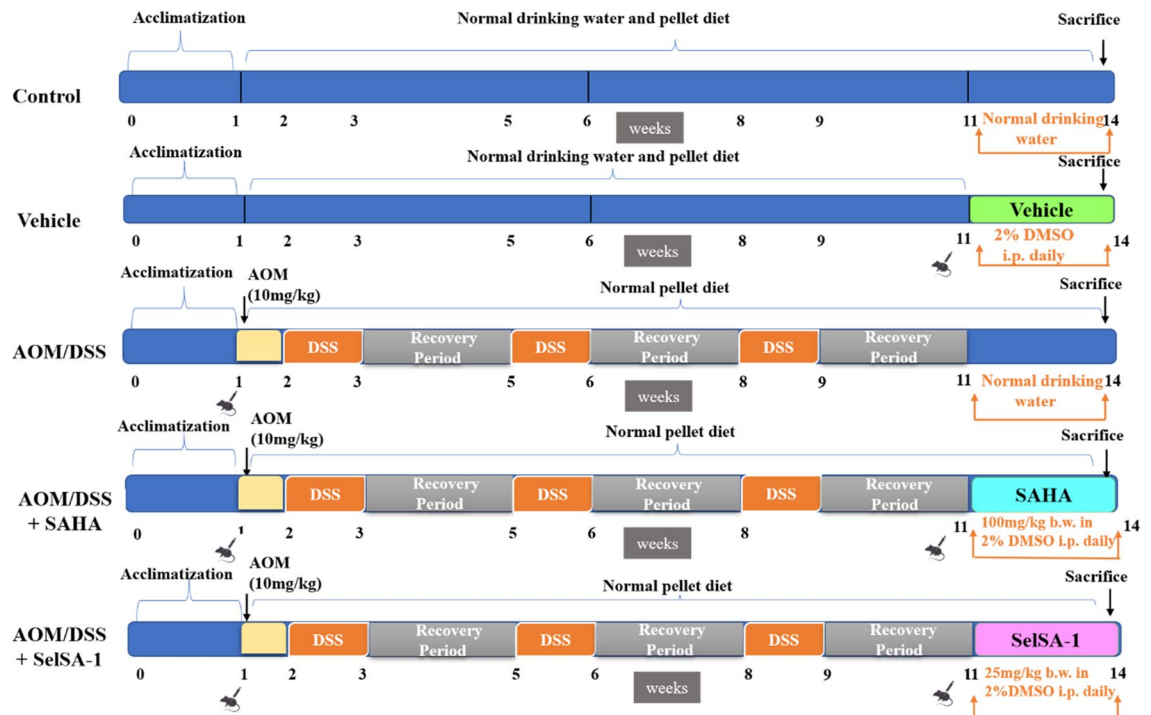 Acclimatization
Normal drinking water and pellet diet
Sacrifice
Control
0 1 2 3 5 6 weeks 8 9 11 14
Normal drinking
water
Acclimatization
Normal drinking water and pellet diet
Sacrifice
Vehicle
Vehicle
0 1 2 3 5 6 weeks 8 9 11 14
2% DMSO
i.p. daily
Acclimatization
AOM
(10mg/kg)
Normal pellet diet
Sacrifice
AOM/DSS
DSS
Recovery
Period
DSS
Recovery
Period
DSS
Recovery
Period
0 1 2 3 5 6 weeks 8 9 11 14
Normal drinking
water
Acclimatization
AOM
(10mg/kg)
Normal pellet diet
Sacrifice
AOM/DSS
+ SAHA
DSS
Recovery
Period
DSS
Recovery
Period
DSS
Recovery
Period
SAHA
0 1 2 3 5 6 weeks 8 11 14
100mg/kg b.w. in
2% DMSO i.p. daily
Acclimatization
AOM
(10mg/kg)
Normal pellet diet
Sacrifice
AOM/DSS
+ SelSA-1
DSS
Recovery
Period
DSS
Recovery
Period
DSS
Recovery
Period
SelSA-1
0 1 2 3 5 6 weeks 8 9 11 14
25mg/kg b.w. in
2%DMSO i.p. daily